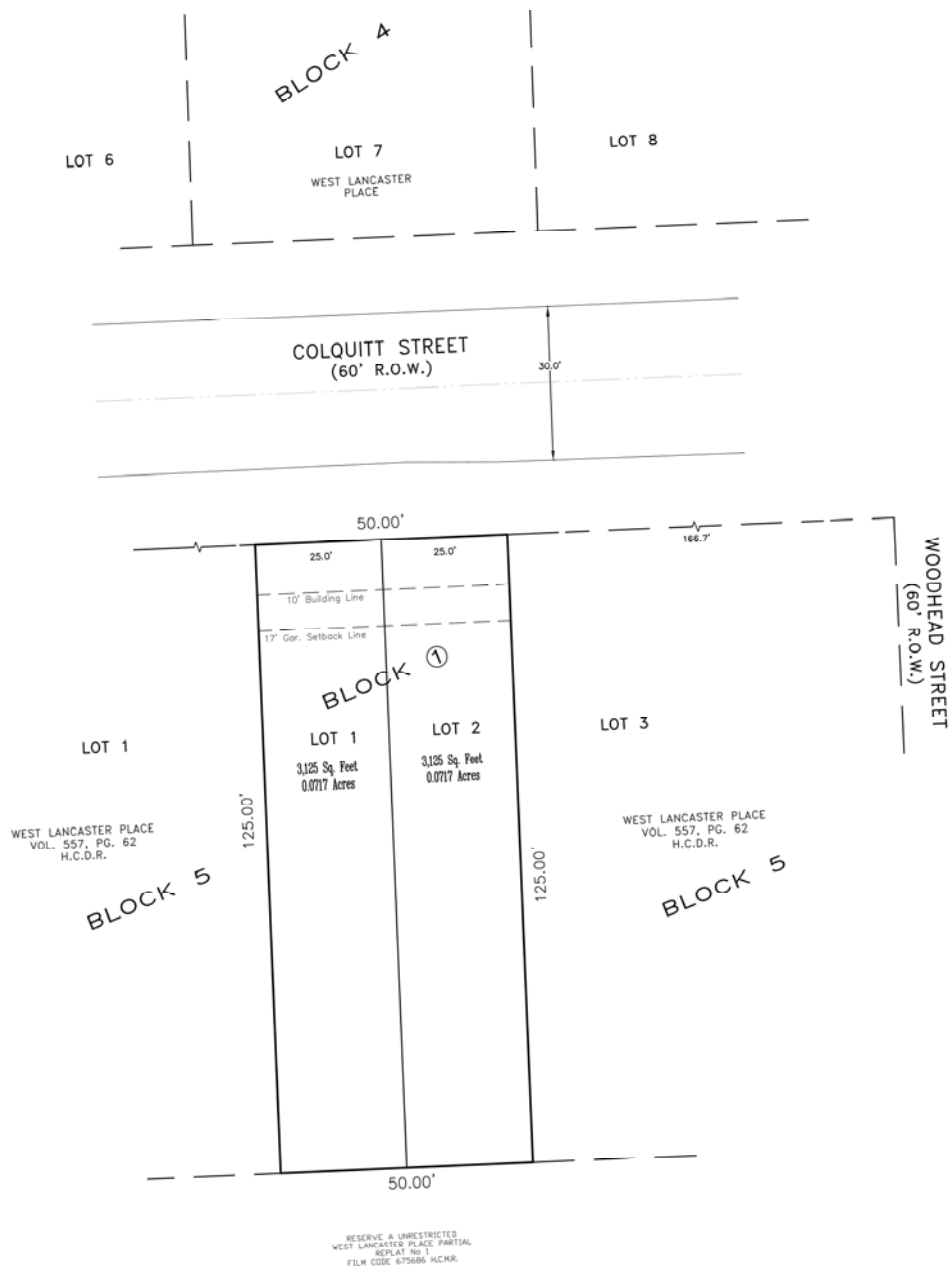 BLOCK 4
LOT 6
LOT 7
LOT 8
WEST LANCASTER
PLACE
COLQUITT STREET
(60' R.O.W.)
30.0'
50.00'
25.0'
25.0'
166.7'
WOODHEAD STREET
(60' R.O.W.)
10' Building Line
17' Gar. Setback Line
BLOCK 1
LOT 1
LOT 1
3,125 Sq. Feet
0.0717 Acres
LOT 2
3,125 Sq. Feet
0.0717 Acres
LOT 3
125.00'
125.00'
WEST LANCASTER PLACE
VOL. 557, PG. 62
H.C.D.R.
BLOCK 5
WEST LANCASTER PLACE
VOL. 557, PG. 62
H.C.D.R.
BLOCK 5
50.00'
RESERVE A UNRESTRICTED
WEST LANCASTER PLACE PARTIAL
REPLAT No 1
FILM CODE 675686 H.C.M.R.